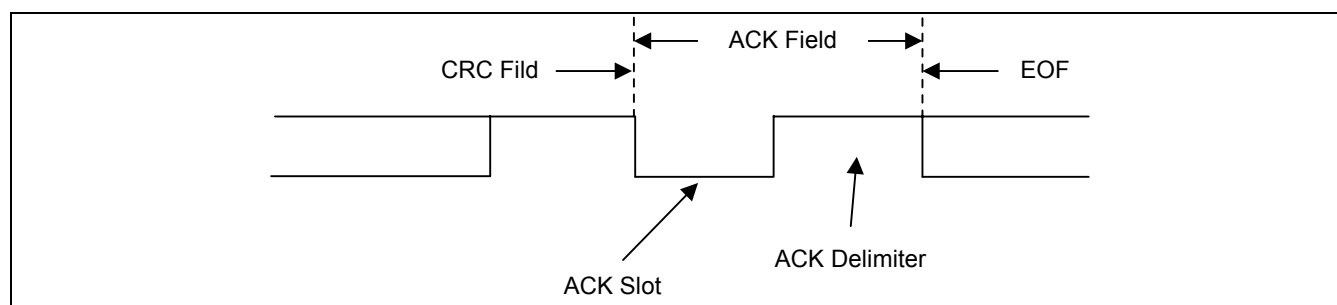 ACK Field
CRC Fild
EOF
ACK Delimiter
ACK Slot